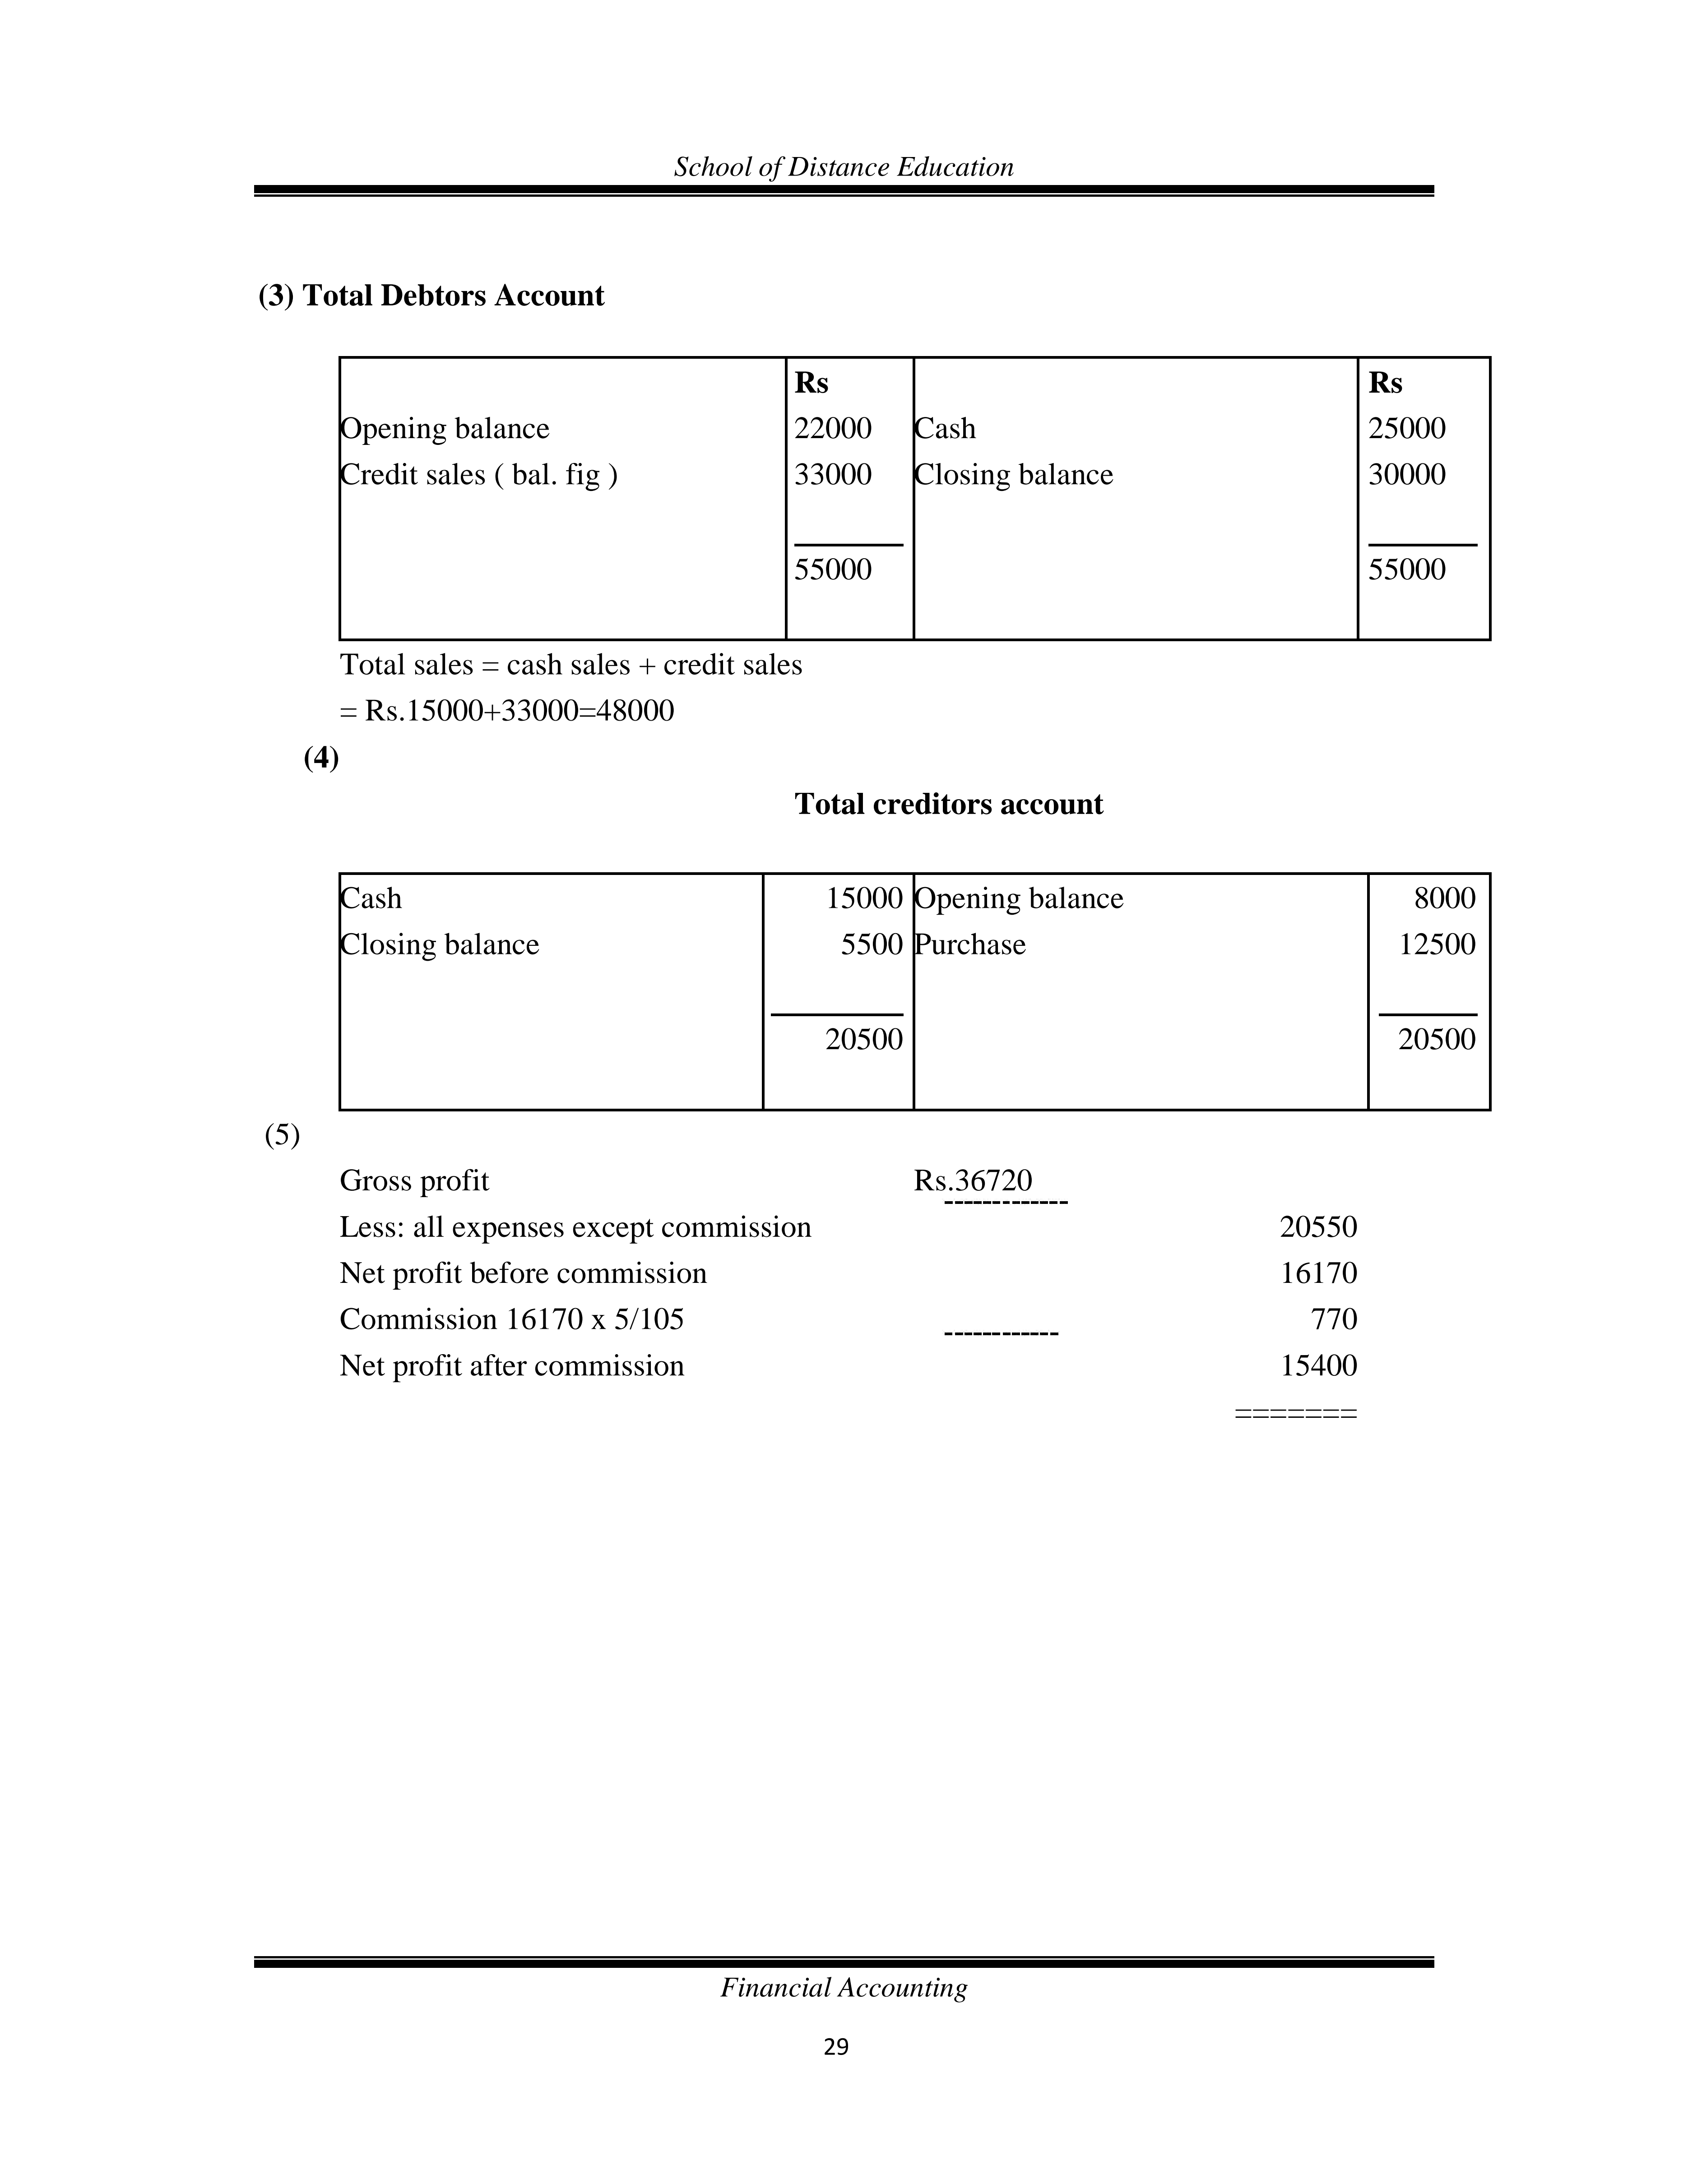 School of Distance Education
(3) Total Debtors Account
Rs Rs
Opening balance 22000 Cash 25000
Credit sales ( bal. fig ) 33000 Closing balance 30000
55000 55000
Total sales = cash sales + credit sales
= Rs.15000+33000=48000
(4)
Total creditors account
Cash 15000 Opening balance 8000
Closing balance 5500 Purchase 12500
20500 20500
(5)
Gross profit Rs.36720
-------------
Less: all expenses except commission 20550
Net profit before commission 16170
Commission 16170 x 5/105 770
------------
Net profit after commission 15400
=======
Financial Accounting
29